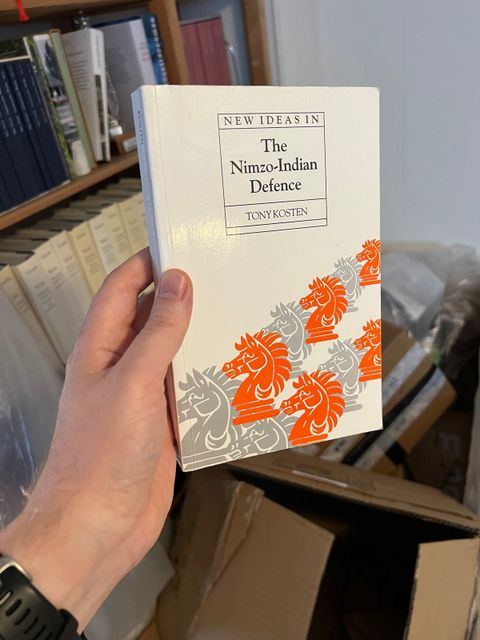 NEW IDEAS IN
The
Nimzo-Indian
Defence
TONY KOSTEN